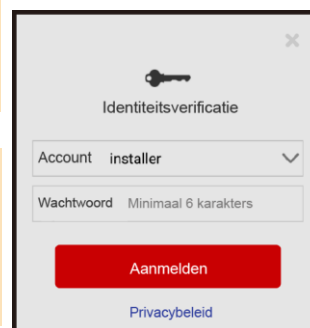 Identiteitsverificatie
Account installer
Wachtwoord Minimaal 6 karakters
Aanmelden
Privacybeleid